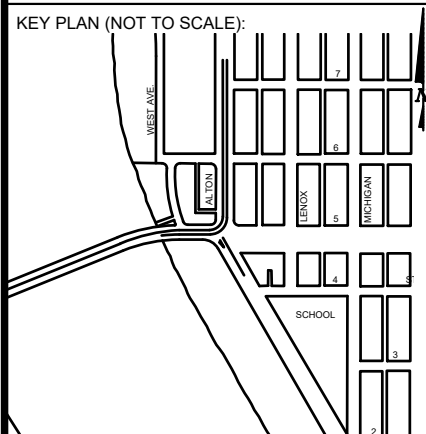 KEY PLAN (NOT TO SCALE):
7
N
WEST AVE.
6
ALTON
LENOX
5
MICHIGAN
4
SCHOOL
3
2